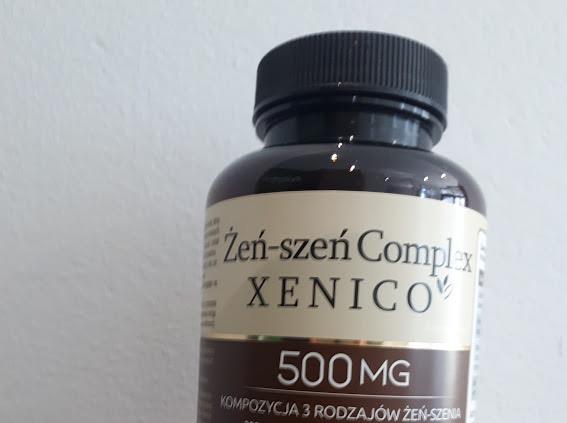 Żeń-szeń Complex
XENICO
500 MG
KOMPOZYCJA 3 RODZAJÓW ŻEŃ-SZENIA